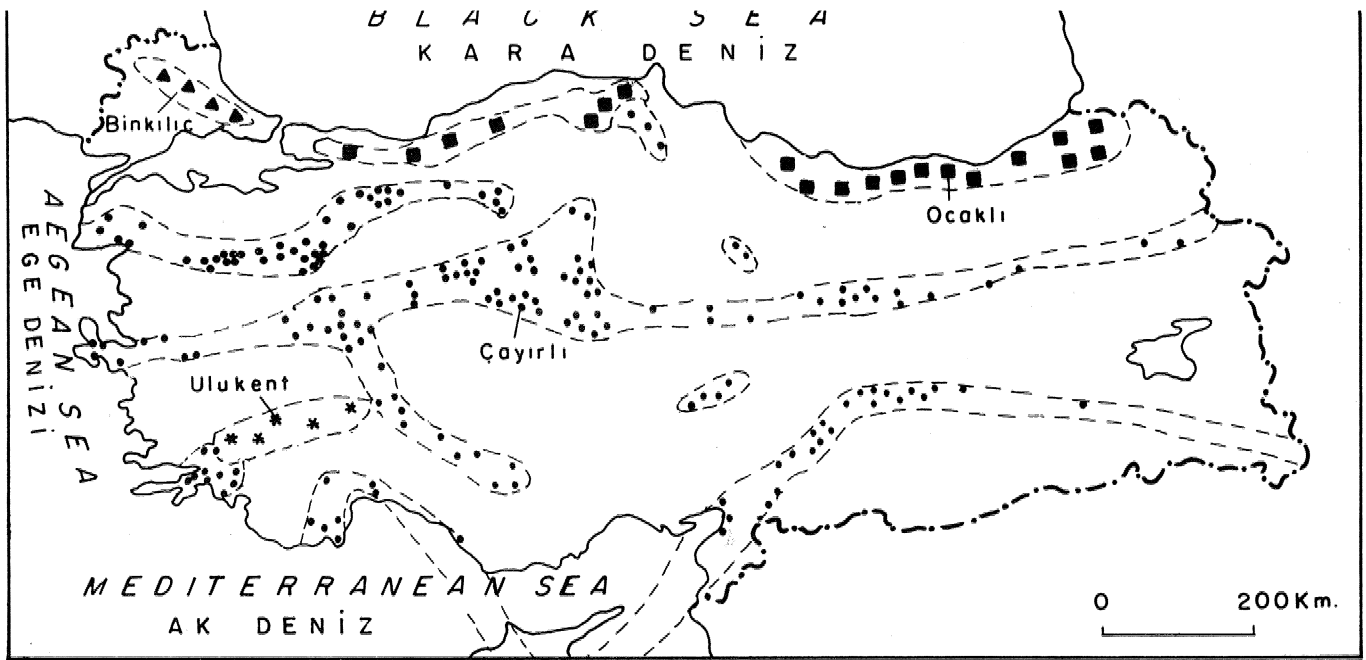 BLACK SEA
KARA DENİZ
Binkılıç
Ocaklı
AEGEAN SEA
EGE DENİZİ
Çayırlı
Ulukent
MEDITERRANEAN SEA
AK DENİZ
0 200Km.